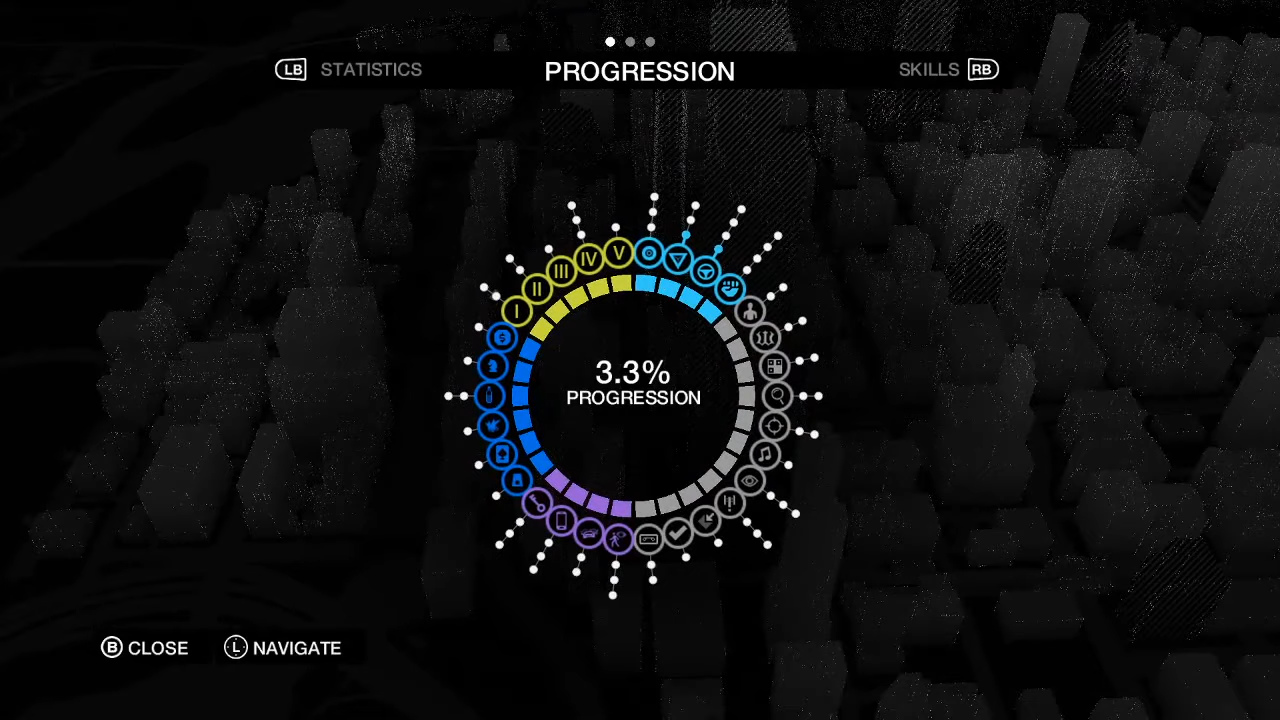 LB STATISTICS
PROGRESSION
SKILLS RB
I
II
III
IV
V
3.3%
PROGRESSION
B CLOSE
L NAVIGATE